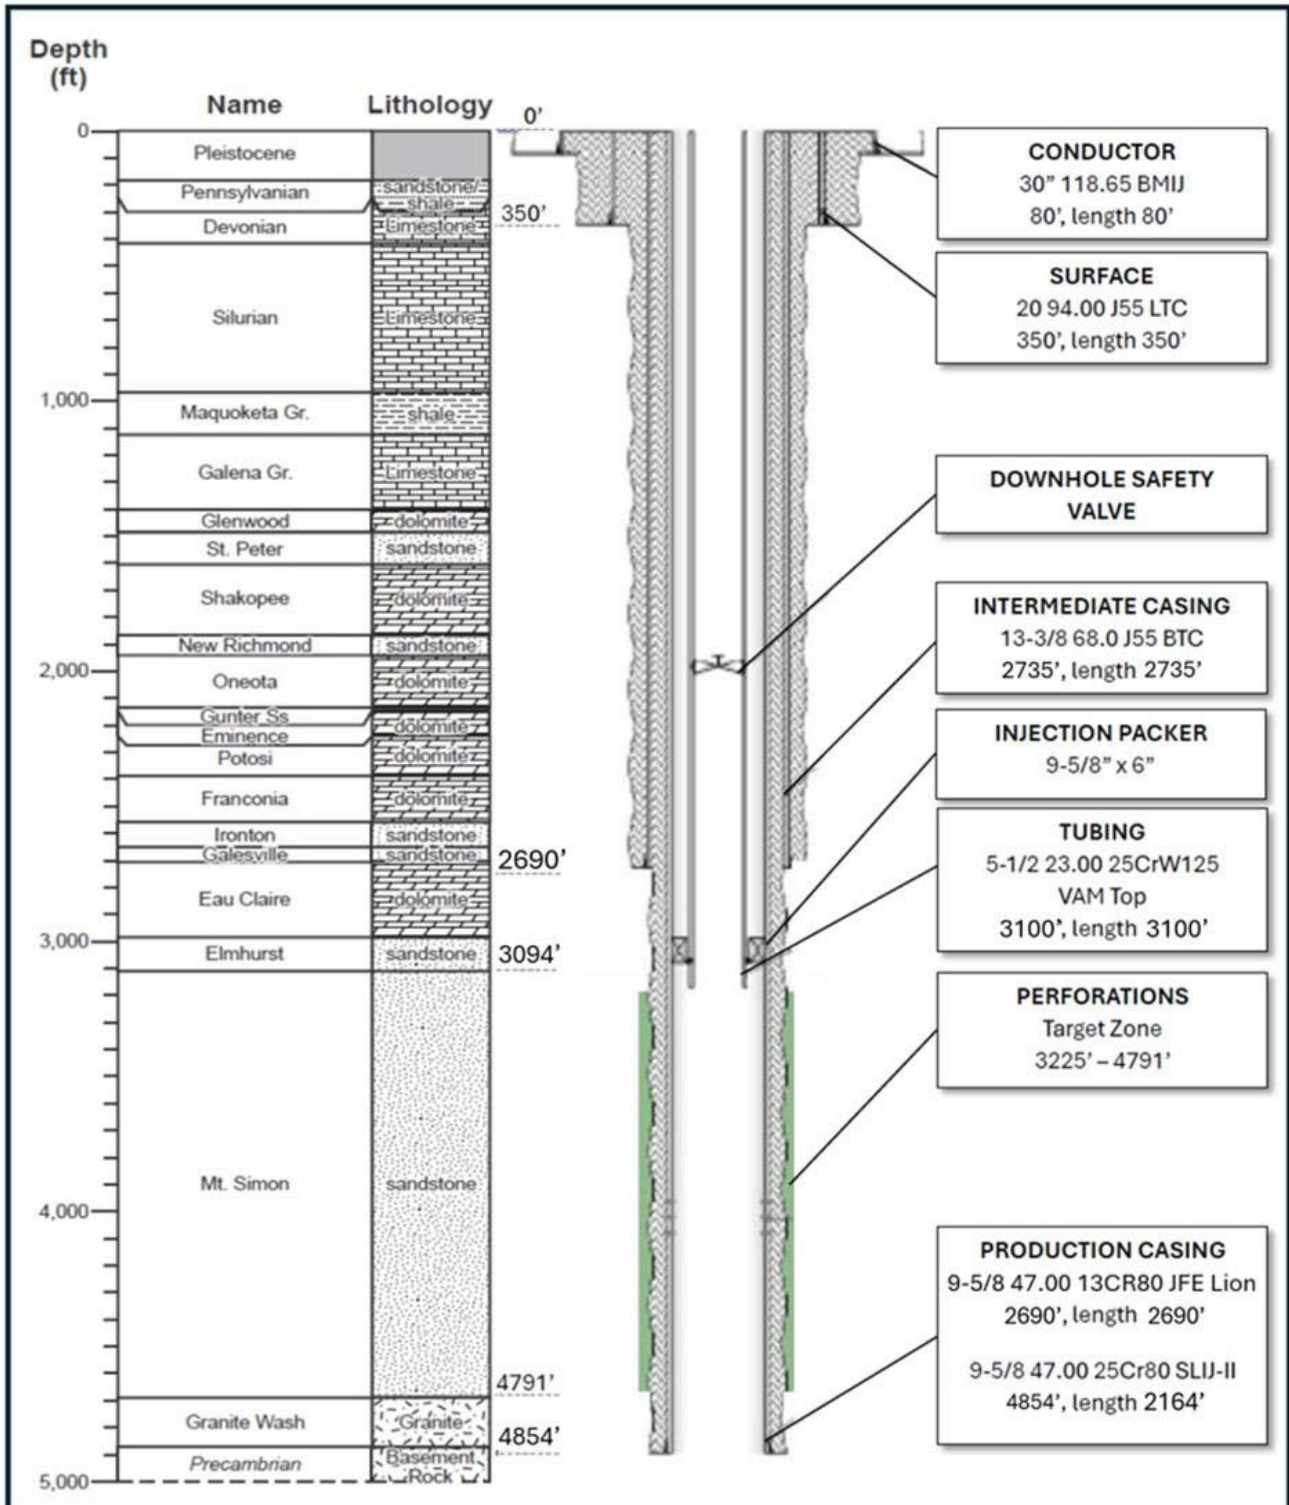 Depth
(ft)
Name
Lithology
0
0’
Pleistocene
Pennsylvanian
sandstone/
shale
Devonian
Limestone
350’
Silurian
Limestone
1,000
Maquoketa Gr.
shale
Galena Gr.
Limestone
Glenwood
dolomite
St. Peter
sandstone
Shakopee
dolomite
New Richmond
sandstone
2,000
Oneota
dolomite
Gunter Ss
Eminence
dolomite
Potosi
dolomite
Franconia
dolomite
Ironton
sandstone
Galesville
sandstone
2690’
Eau Claire
dolomite
3,000
Elmhurst
sandstone
3094’
Mt. Simon
sandstone
4,000
4791’
Granite Wash
Granite
4854’
Precambrian
Basement
Rock
5,000
CONDUCTOR
30” 118.65 BMIJ
80’, length 80’
SURFACE
20 94.00 J55 LTC
350’, length 350’
DOWNHOLE SAFETY
VALVE
INTERMEDIATE CASING
13-3/8 68.0 J55 BTC
2735’, length 2735’
INJECTION PACKER
9-5/8” x 6”
TUBING
5-1/2 23.00 25CrW125
VAM Top
3100’, length 3100’
PERFORATIONS
Target Zone
3225’ – 4791’
PRODUCTION CASING
9-5/8 47.00 13CR80 JFE Lion
2690’, length 2690’
9-5/8 47.00 25Cr80 SLIJ-II
4854’, length 2164’